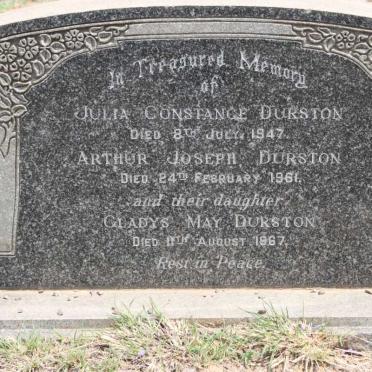 In Treasured Memory
of
JULIA CONSTANCE DURSTON
DIED 8TH JULY. 1947.
ARTHUR JOSEPH DURSTON
DIED 24TH FEBRUARY 1961.
and their daughter
GLADYS MAY DURSTON
DIED 11TH AUGUST 1967.
Rest in Peace.